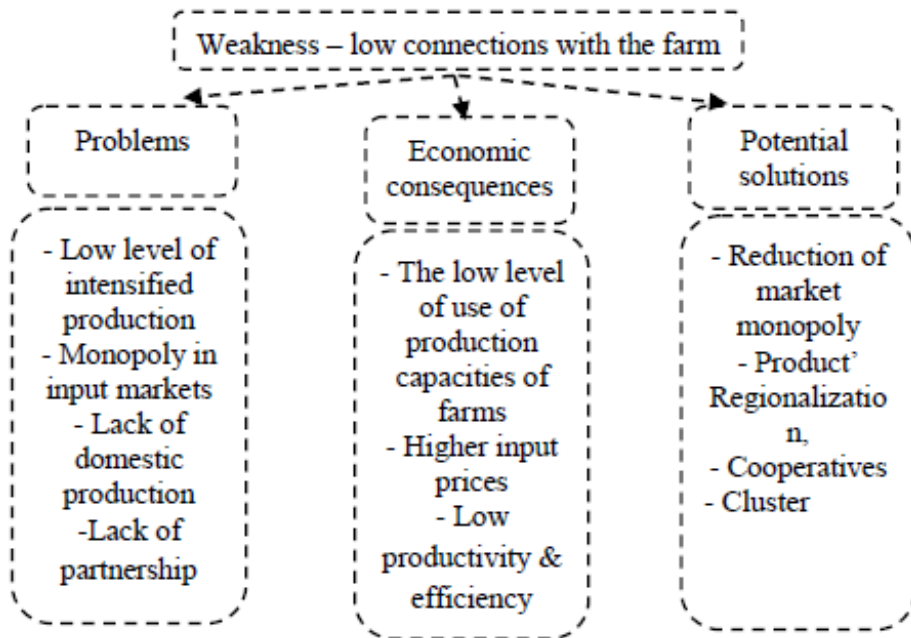 Weakness – low connections with the farm
Problems
- Low level of
intensified
production
- Monopoly in
input markets
- Lack of
domestic
production
-Lack of
partnership
Economic
consequences
- The low level
of use of
production
capacities of
farms
- Higher input
prices
- Low
productivity &
efficiency
Potential
solutions
- Reduction of
market
monopoly
- Product’
Regionalizatio
n,
- Cooperatives
- Cluster